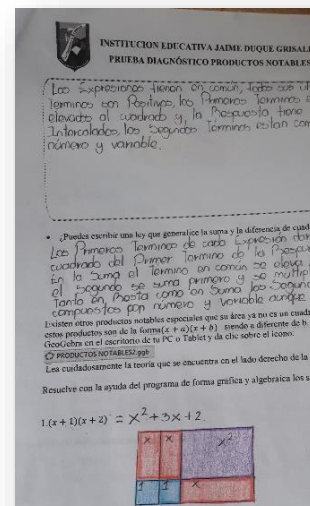 INSTITUCION EDUCATIVA JAIME DUQUE GRISAL
PRUEBA DIAGNÓSTICO PRODUCTOS NOTABLES
Las Expresiones tienen en común, todos sus úl
terminos son Positivos, los Primeros Terminos e
elevados al cuadrado y, la Respuesta, tiene
Intercalados, los Segundos Términos estan com
número y variable.
• ¿Puedes escribir una ley que generalice la suma y la diferencia de cuad
Los Primeros Terminos de cada Expresión dan
cuadrado del Primer Termino de la Respu
En la Suma el Termino en común se eleva
el segundo se suma primero y se multip
Tanto en Resta como en Suma los Segun
compuestos por número y variable aunque
Existen otros productos notables especiales que su área ya no es un cuad
estos productos son de la forma(x + a)(x + b) siendo a diferente de b.
GeoGebra en el escritorio de tu PC o Tablet y da clic sobre el icono.
PRODUCTOS NOTABLES2.ggb
Lea cuidadosamente la teoría que se encuentra en el lado derecho de la
Resuelve con la ayuda del programa de forma gráfica y algebraica los s
1.(x + 1)(x + 2) = x² + 3x + 2.
x x x²
1 1 x